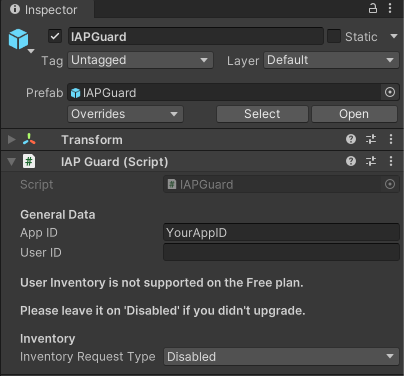 Inspector
IAPGuard Static
Tag Untagged Layer Default
Prefab IAPGuard
Overrides Select Open
Transform
# IAP Guard (Script)
Script # IAPGuard
General Data
App ID YourAppID
User ID
User Inventory is not supported on the Free plan.
Please leave it on 'Disabled' if you didn't upgrade.
Inventory
Inventory Request Type Disabled